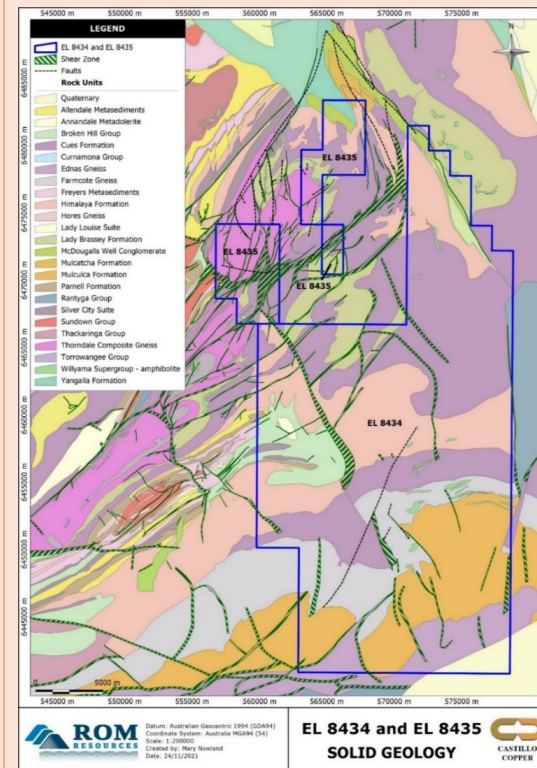 545000 m 550000 m 555000 m 560000 m 565000 m 570000 m 575000 m
LEGEND
EL 8434 and EL 8435
Shear Zone
Faults
Rock Units
Quaternary
Allendale Metasediments
Annandale Metadolerite
Broken Hill Group
Cues Formation
Curnamona Group
Ednas Gneiss
Farmcote Gneiss
Freyers Metasediments
Himalaya Formation
Hores Gneiss
Lady Louise Suite
Lady Brassey Formation
McDougalls Well Conglomerate
Mulcatcha Formation
Mulculca Formation
Parnell Formation
Rantyga Group
Silver City Suite
Sundown Group
Thackaringa Group
Thorndale Composite Gneiss
Torrowangee Group
Willyama Supergroup - amphibolite
Yangalla Formation
N
6485000 m
6480000 m
6475000 m
6470000 m
6465000 m
6460000 m
6455000 m
6450000 m
6445000 m
EL 8435
EL 8435
EL 8435
EL 8434
0 5000 m
545000 m 550000 m 555000 m 560000 m 565000 m 570000 m 575000 m
ROM
RESOURCES
Datum: Australian Geocentric 1994 (GDA94)
Coordinate System: Australia MGA94 (54)
Scale: 1:200000
Created by: Mary Nowland
Date: 24/11/2021
EL 8434 and EL 8435
SOLID GEOLOGY
CASTILLO
COPPER